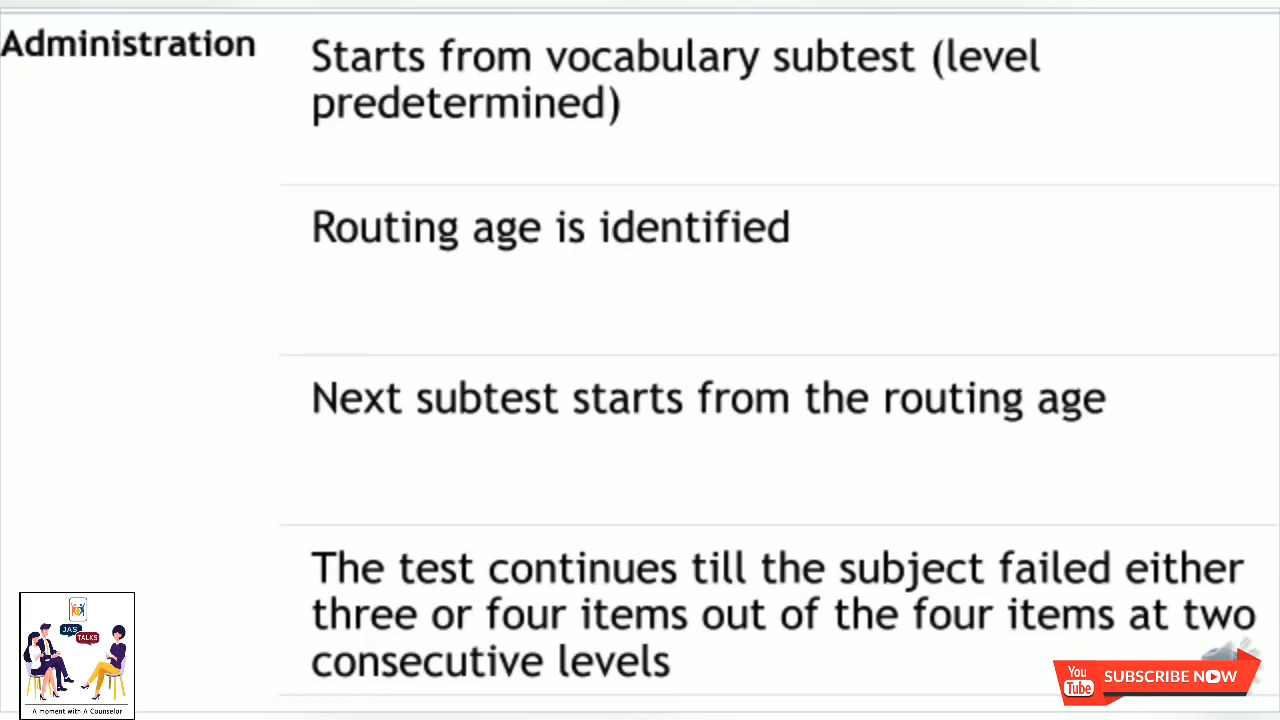 Administration
Starts from vocabulary subtest (level
predetermined)
Routing age is identified
Next subtest starts from the routing age
The test continues till the subject failed either
three or four items out of the four items at two
consecutive levels
JAS
TALKS
A moment with A Counselor
You
Tube
SUBSCRIBE NOW